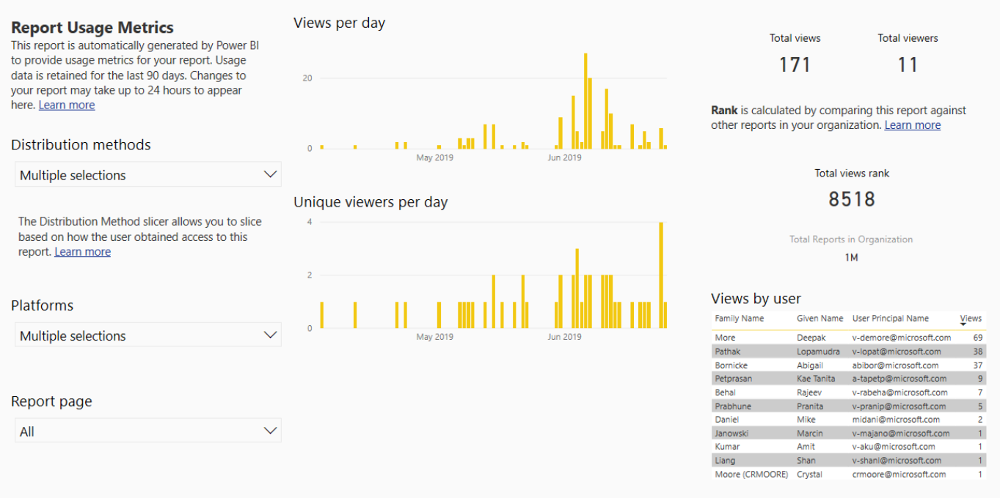 Report Usage Metrics
This report is automatically generated by Power BI
to provide usage metrics for your report. Usage
data is retained for the last 90 days. Changes to
your report may take up to 24 hours to appear
here. Learn more
Distribution methods
Multiple selections
The Distribution Method slicer allows you to slice
based on how the user obtained access to this
report. Learn more
Platforms
Multiple selections
Report page
All
Views per day
20
0
May 2019 Jun 2019
Unique viewers per day
4
2
0
May 2019 Jun 2019
Total views Total viewers
171 11
Rank is calculated by comparing this report against
other reports in your organization. Learn more
Total views rank
8518
Total Reports in Organization
1M
Views by user
Family Name Given Name User Principal Name Views
More Deepak v-demore@microsoft.com 69
Pathak Lopamudra v-lopat@microsoft.com 38
Bornicke Abigail abibor@microsoft.com 37
Petprasan Kae Tanita a-tapetp@microsoft.com 9
Behal Rajeev v-rabeha@microsoft.com 7
Prabhune Pranita v-pranip@microsoft.com 5
Daniel Mike midani@microsoft.com 2
Janowski Marcin v-majano@microsoft.com 1
Kumar Amit v-aku@microsoft.com 1
Liang Shan v-shanl@microsoft.com 1
Moore (CRMOORE) Crystal crmoore@microsoft.com 1